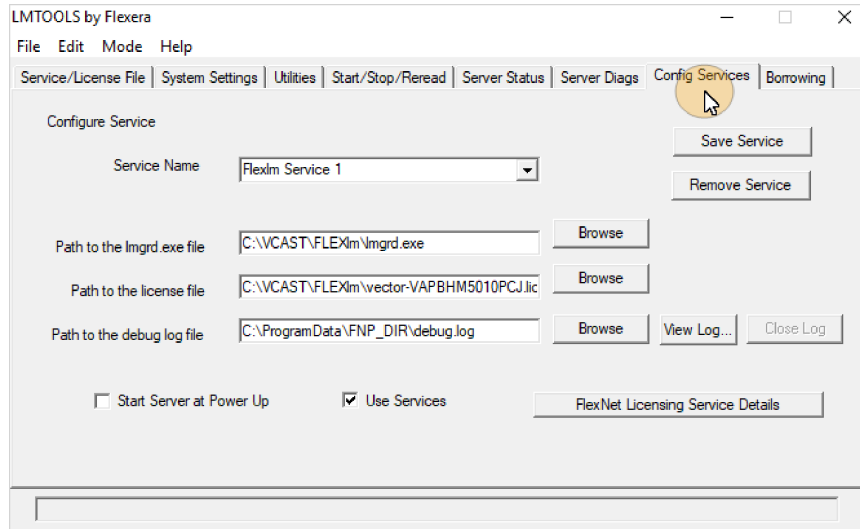 LMTOOLS by Flexera
File Edit Mode Help
Service/License File System Settings Utilities Start/Stop/Reread Server Status Server Diags Config Services Borrowing
Configure Service
Save Service
Service Name Flexlm Service 1
Remove Service
Path to the lmgrd.exe file C:\VCAST\FLEXlm\lmgrd.exe Browse
Path to the license file C:\VCAST\FLEXlm\vector-VAPBHM5010PCJ.lic Browse
Path to the debug log file C:\ProgramData\FNP_DIR\debug.log Browse View Log... Close Log
Start Server at Power Up Use Services FlexNet Licensing Service Details